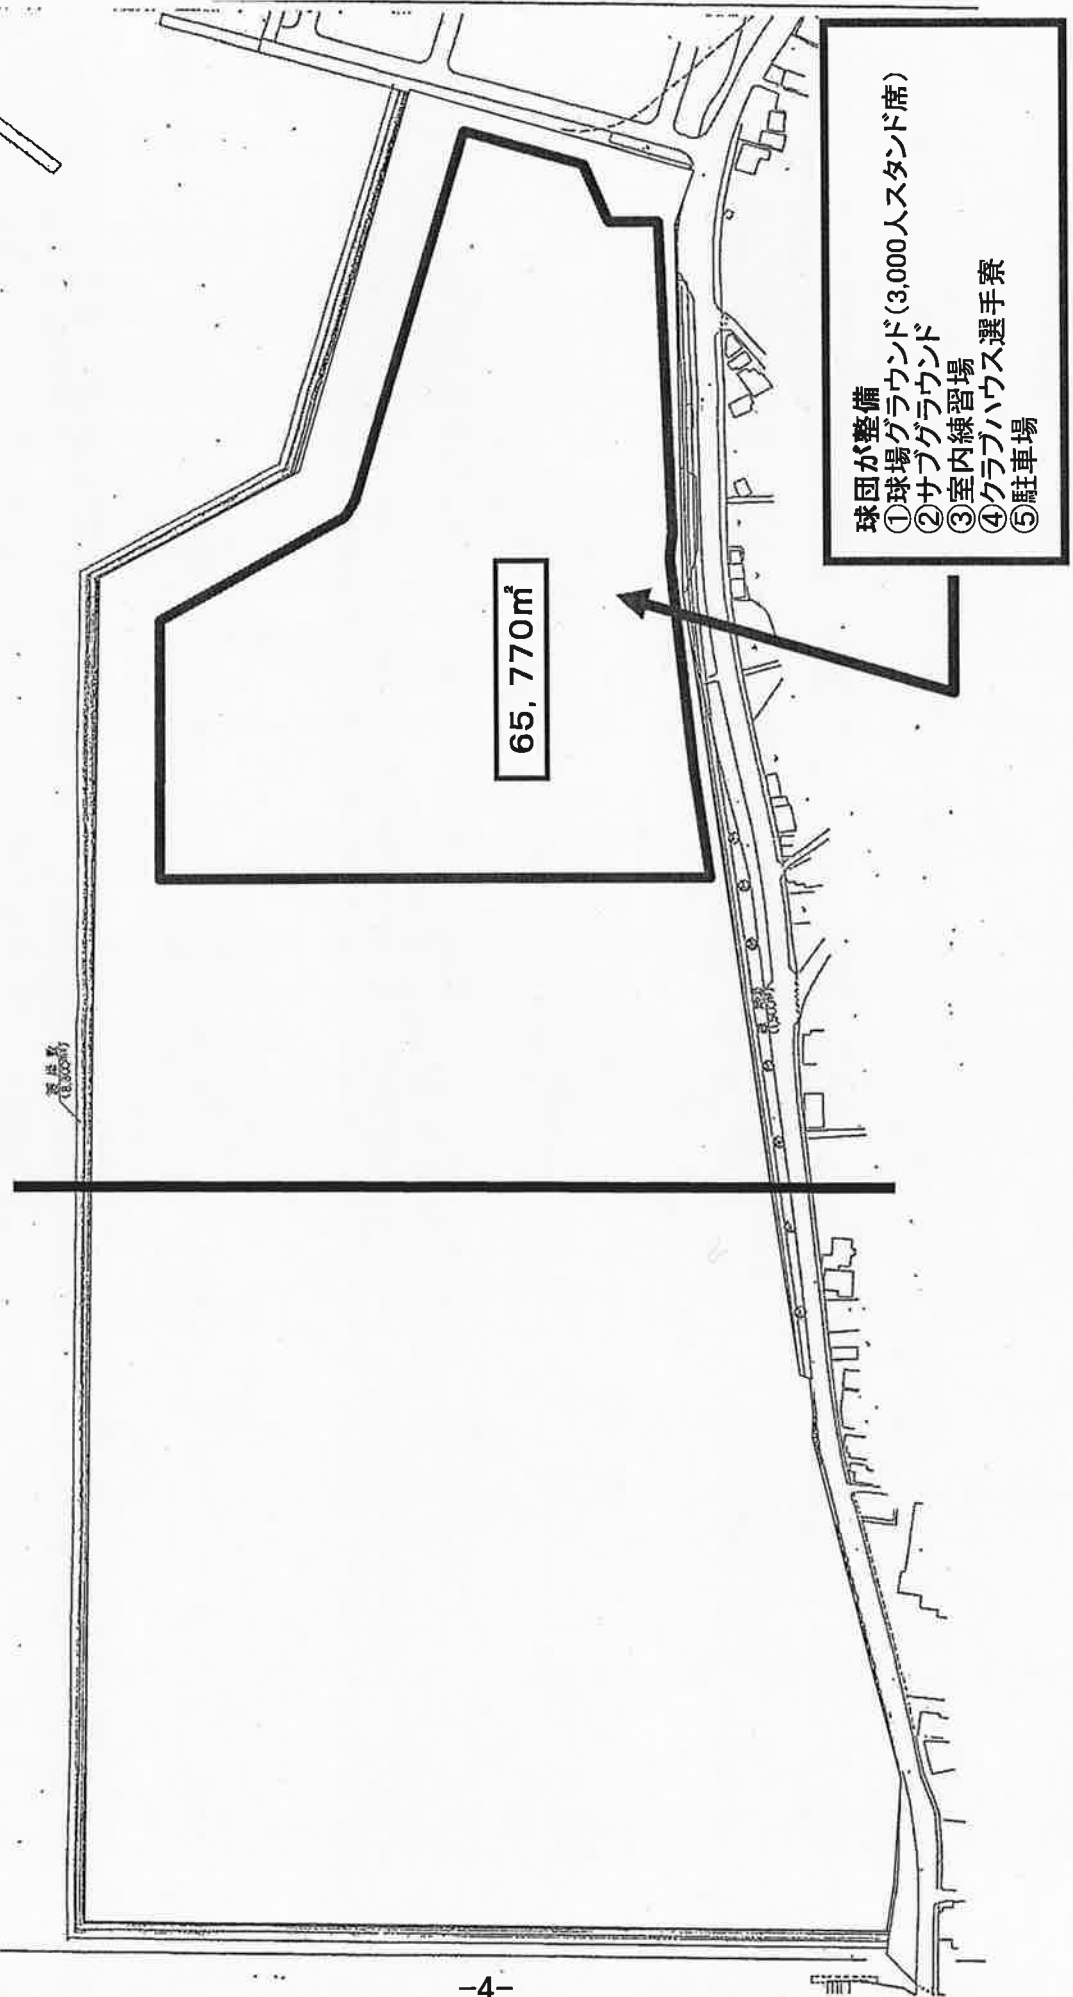 球団が整備
①球場グラウンド(3,000人スタンド席)
②サブグラウンド
③室内練習場
④クラブハウス選手寮
⑤駐車場
65, 770㎡
-4-